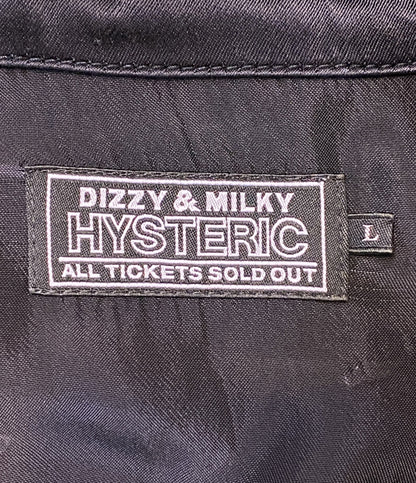 DIZZY & MILKY
HYSTERIC
ALL TICKETS SOLD OUT
L